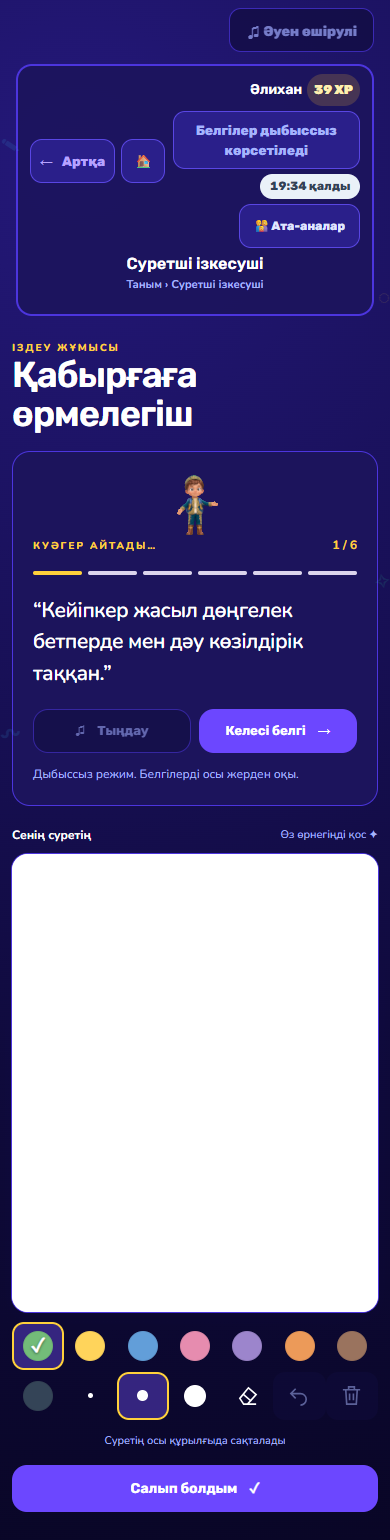 ♫ Әуен өшірулі
Әлихан 39 XP
Белгілер дыбыссыз
көрсетіледі
← Артқа
19:34 қалды
Ата-аналар
Суретші ізкесуші
Таным › Суретші ізкесуші
ІЗДЕУ ЖҰМЫСЫ
Қабырғаға
өрмелегіш
КУӘГЕР АЙТАДЫ…
1 / 6
“Кейіпкер жасыл дөңгелек
бетперде мен дәу көзілдірік
таққан.”
♫ Тыңдау
Келесі белгі →
Дыбыссыз режим. Белгілерді осы жерден оқы.
Сенің суретің
Өз өрнегіңді қос ✦
Суретің осы құрылғыда сақталады
Салып болдым ✓